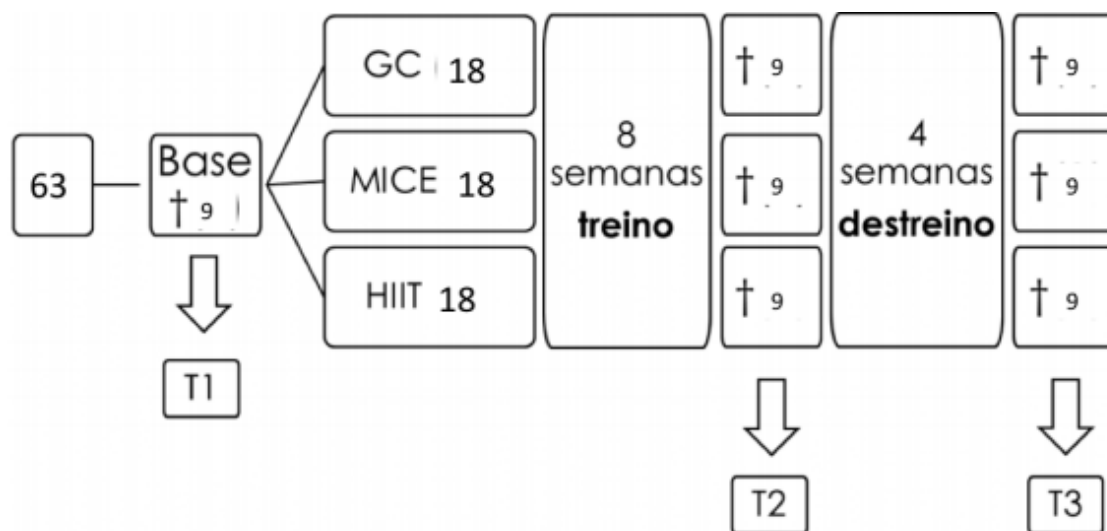 63
Base
† 9
T1
GC 18
MICE 18
HIIT 18
8
semanas
treino
† 9
† 9
† 9
T2
4
semanas
destreino
† 9
† 9
† 9
T3